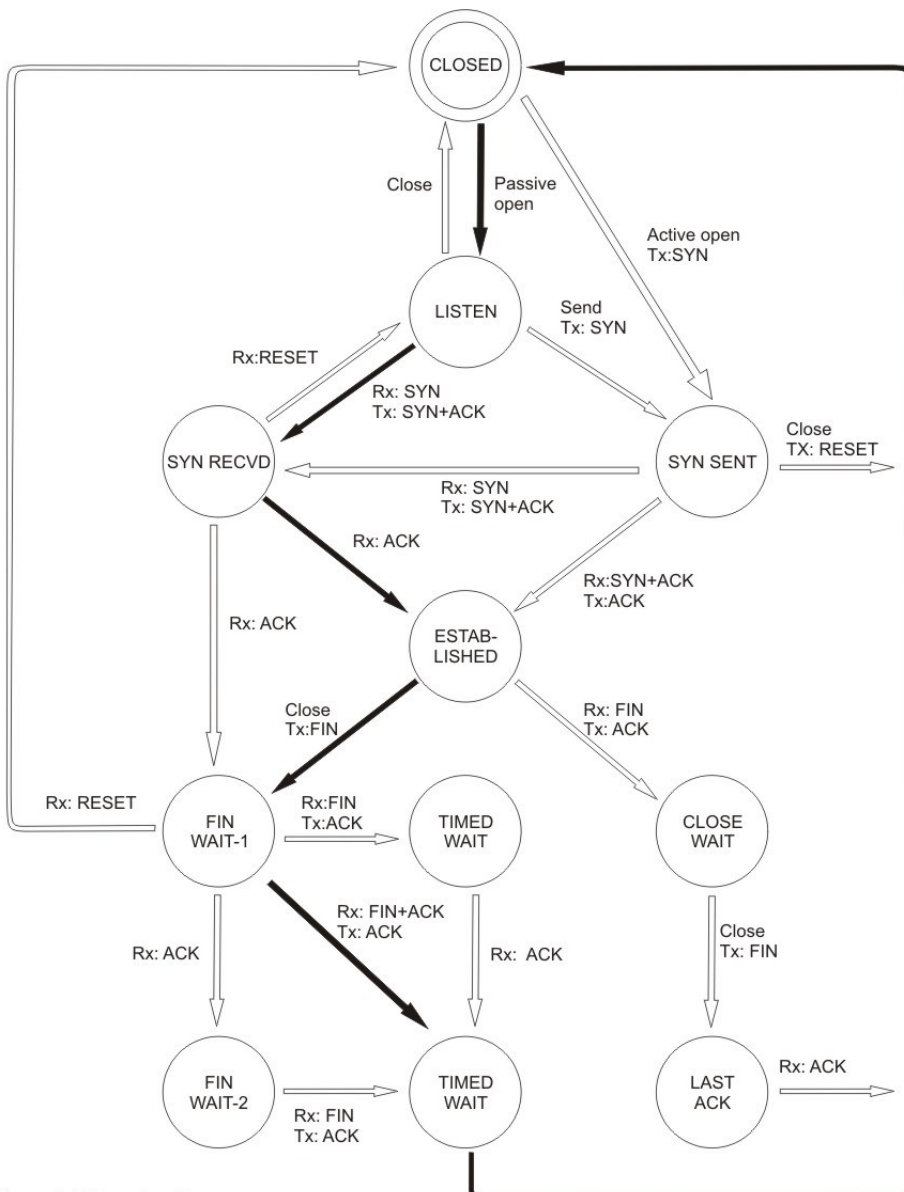 CLOSED
Close
Passive
open
Active open
Tx:SYN
LISTEN
Send
Tx: SYN
Rx:RESET
Rx: SYN
Tx: SYN+ACK
Close
TX: RESET
SYN RECVD
SYN SENT
Rx: SYN
Tx: SYN+ACK
Rx: ACK
Rx:SYN+ACK
Tx:ACK
Rx: ACK
ESTAB-
LISHED
Close
Tx:FIN
Rx: FIN
Tx: ACK
Rx: RESET
FIN
WAIT-1
Rx:FIN
Tx:ACK
TIMED
WAIT
CLOSE
WAIT
Rx: FIN+ACK
Tx: ACK
Rx: ACK
Rx: ACK
Close
Tx: FIN
FIN
WAIT-2
Rx: FIN
Tx: ACK
TIMED
WAIT
LAST
ACK
Rx: ACK